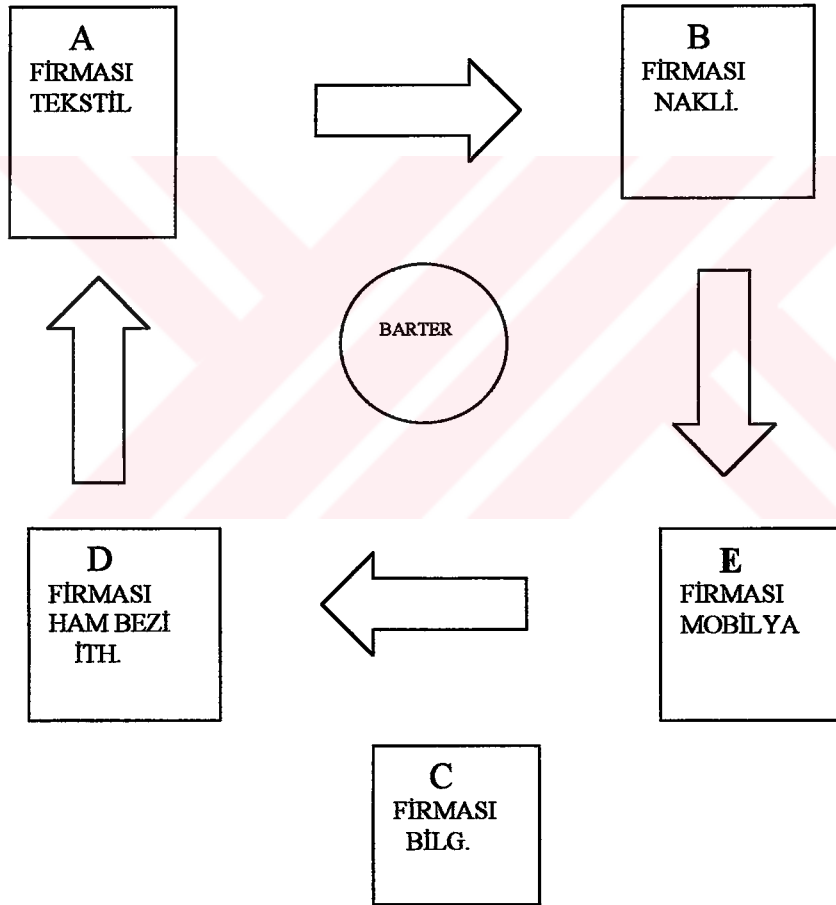 A
FİRMASI
TEKSTİL
B
FİRMASI
NAKLİ.
BARTER
D
FİRMASI
HAM BEZİ
İTH.
E
FİRMASI
MOBİLYA
C
FİRMASI
BİLG.